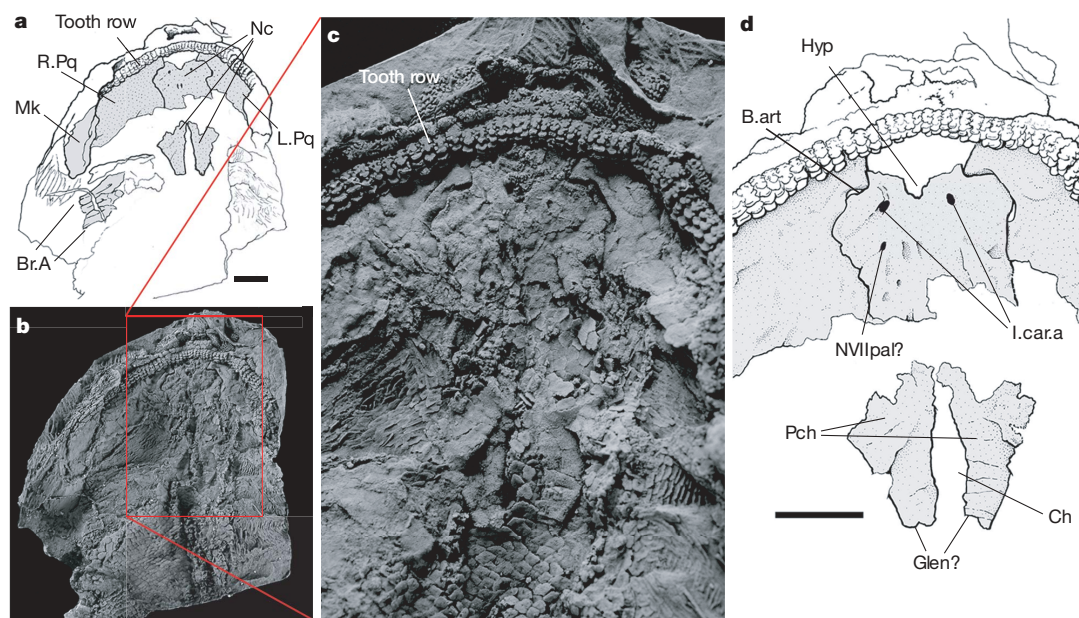 a
Tooth row
Nc
R.Pq
Mk
L.Pq
Br.A
b
c
Tooth row
d
Hyp
B.art
I.car.a
NVIIpal?
Pch
Ch
Glen?